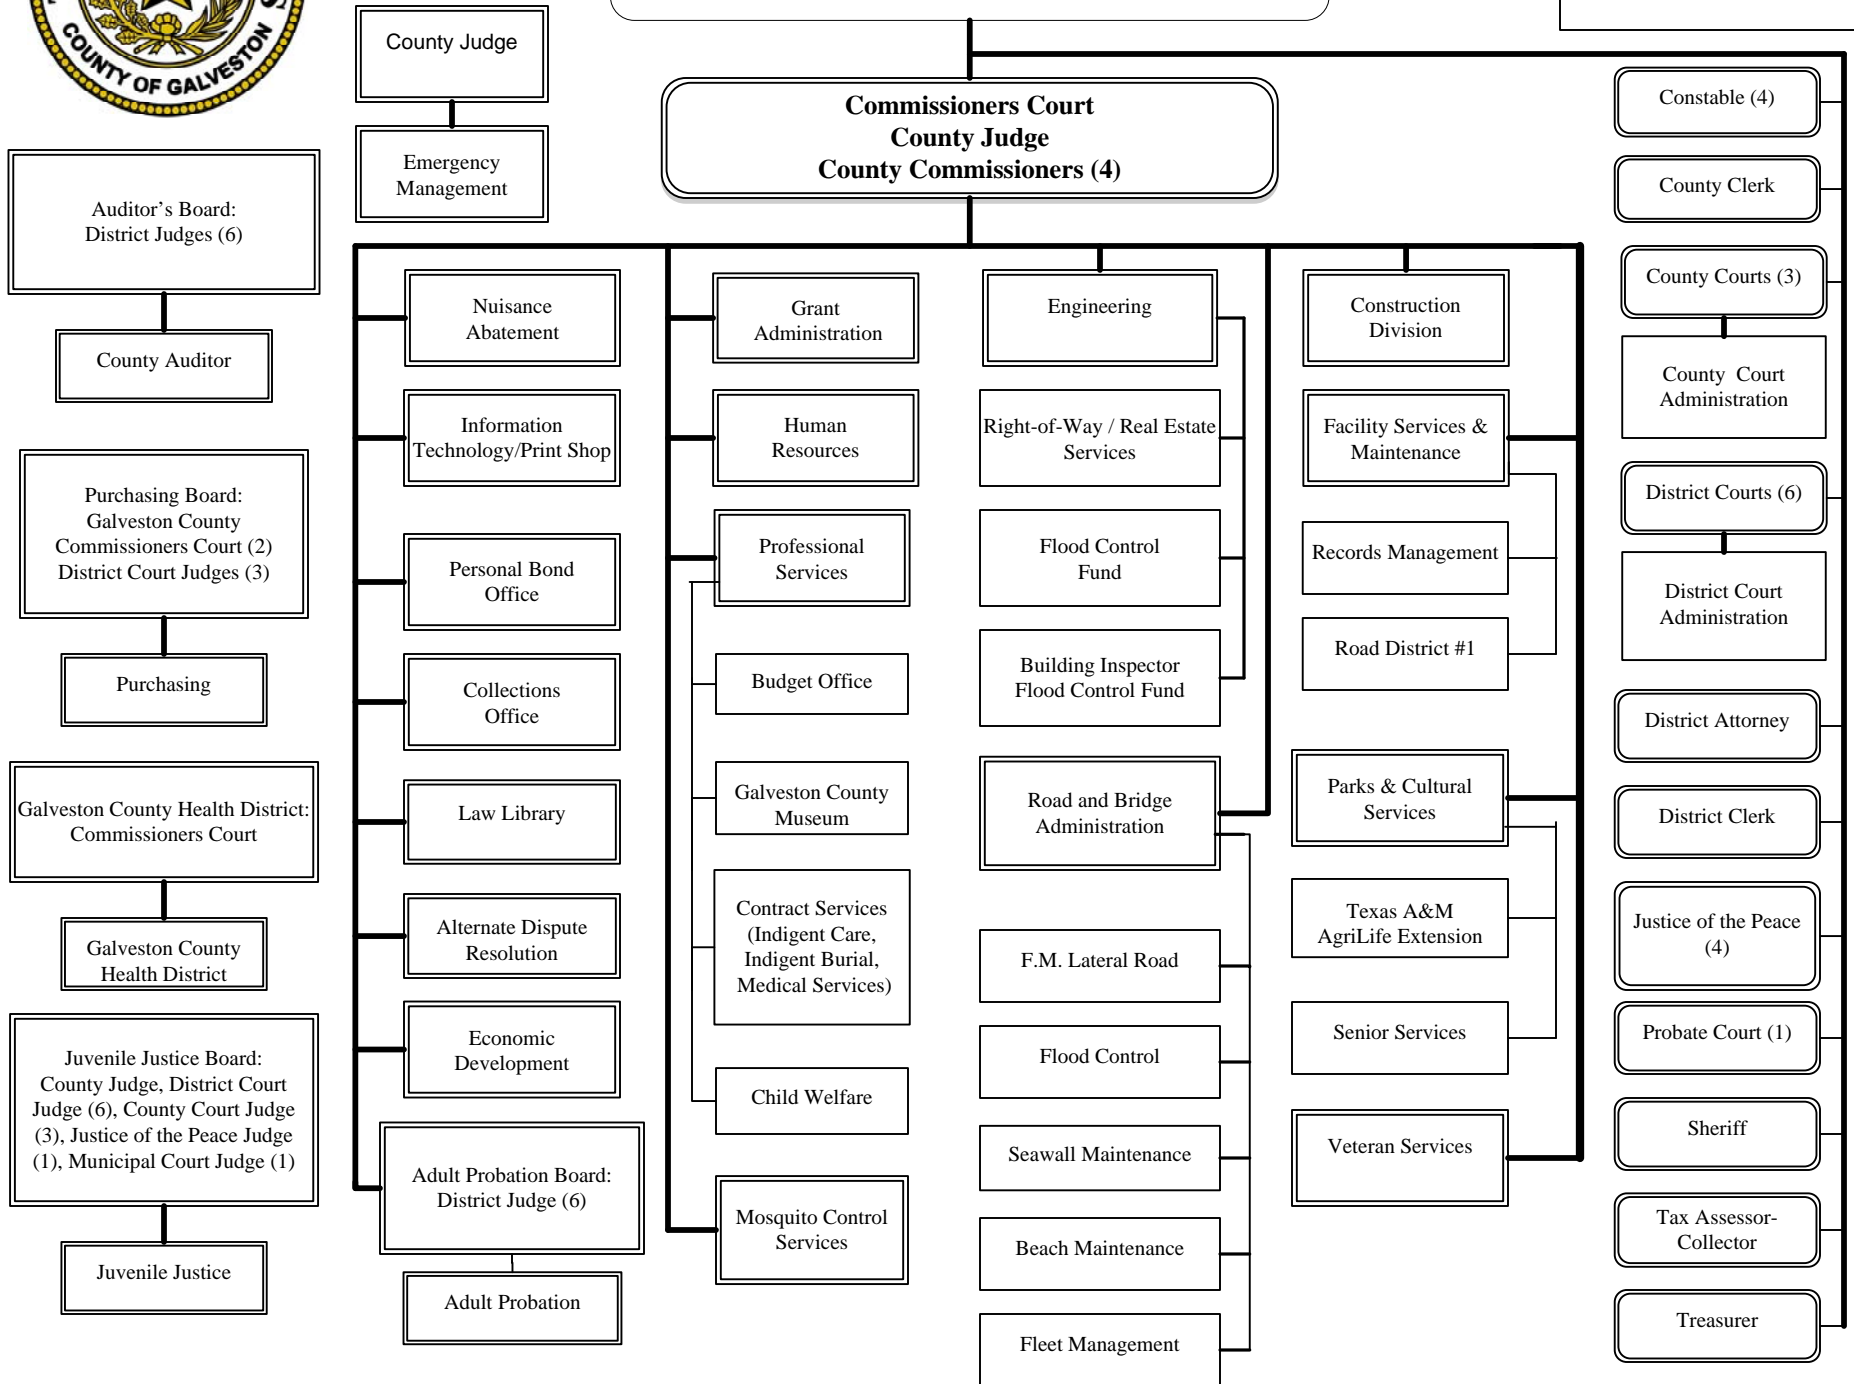 COUNTY OF GALVESTON
County Judge
Emergency
Management
Commissioners Court
County Judge
County Commissioners (4)
Auditor’s Board:
District Judges (6)
County Auditor
Purchasing Board:
Galveston County
Commissioners Court (2)
District Court Judges (3)
Purchasing
Galveston County Health District:
Commissioners Court
Galveston County
Health District
Juvenile Justice Board:
County Judge, District Court
Judge (6), County Court Judge
(3), Justice of the Peace Judge
(1), Municipal Court Judge (1)
Juvenile Justice
Nuisance
Abatement
Information
Technology/Print Shop
Personal Bond
Office
Collections
Office
Law Library
Alternate Dispute
Resolution
Economic
Development
Adult Probation Board:
District Judge (6)
Adult Probation
Grant
Administration
Human
Resources
Professional
Services
Budget Office
Galveston County
Museum
Contract Services
(Indigent Care,
Indigent Burial,
Medical Services)
Child Welfare
Mosquito Control
Services
Engineering
Right-of-Way / Real Estate
Services
Flood Control
Fund
Building Inspector
Flood Control Fund
Road and Bridge
Administration
F.M. Lateral Road
Flood Control
Seawall Maintenance
Beach Maintenance
Fleet Management
Construction
Division
Facility Services &
Maintenance
Records Management
Road District #1
Parks & Cultural
Services
Texas A&M
AgriLife Extension
Senior Services
Veteran Services
Constable (4)
County Clerk
County Courts (3)
County Court
Administration
District Courts (6)
District Court
Administration
District Attorney
District Clerk
Justice of the Peace
(4)
Probate Court (1)
Sheriff
Tax Assessor-
Collector
Treasurer